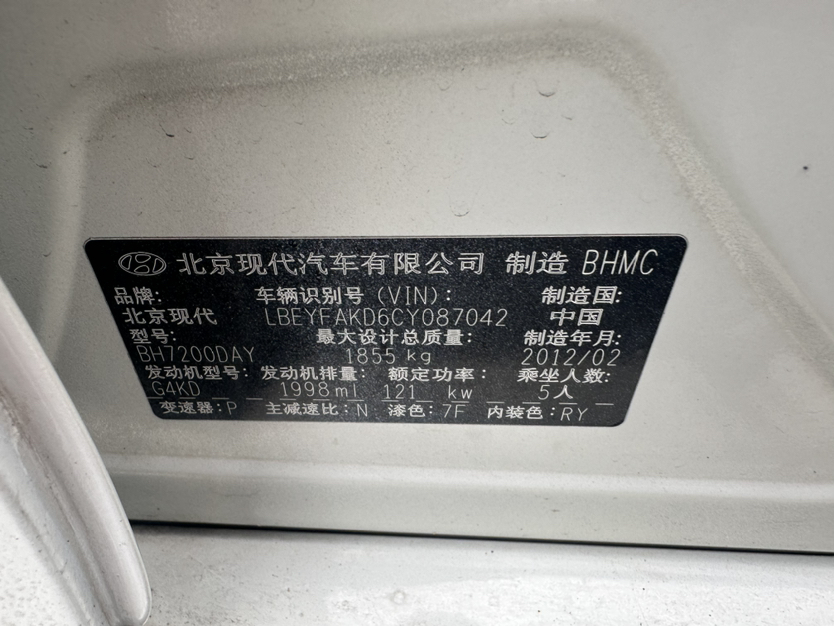 北京现代汽车有限公司 制造 BHMC
品牌: 车辆识别号(VIN): 制造国:
北京现代 LBEYFAKD6CY087042 中国
型号: 最大设计总质量: 制造年月:
BH7200DAY 1855kg 2012/02
发动机型号: 发动机排量: 额定功率: 乘坐人数:
G4KD 1998ml 121 kw 5人
变速器:P 主减速比:N 漆色:7F 内装色:RY